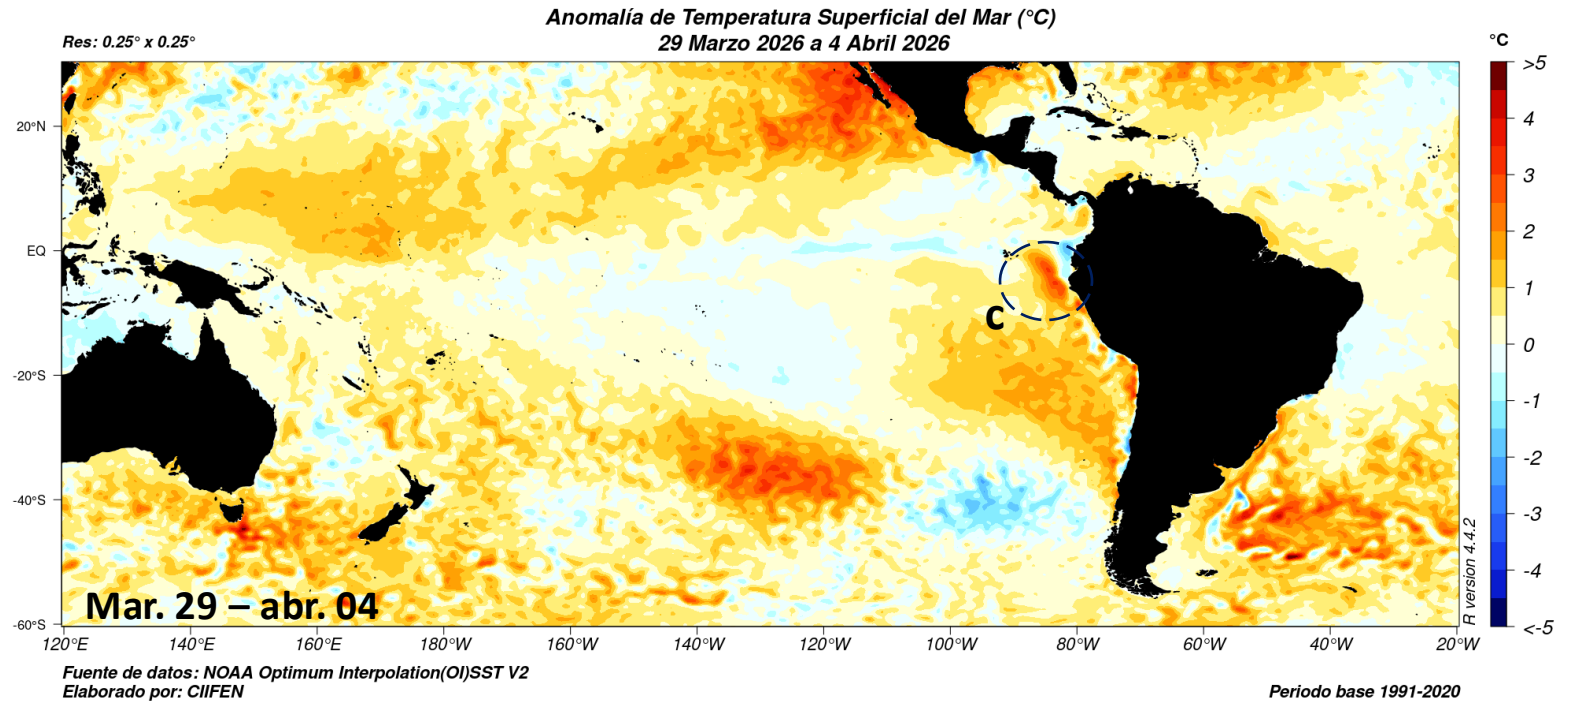 Anomalía de Temperatura Superficial del Mar (°C)
29 Marzo 2026 a 4 Abril 2026
Res: 0.25° x 0.25°
°C
>5
4
3
2
1
0
-1
-2
-3
-4
<-5
20°N
EQ
-20°S
-40°S
-60°S
C
Mar. 29 – abr. 04
R version 4.4.2
120°E 140°E 160°E 180°W 160°W 140°W 120°W 100°W 80°W 60°W 40°W 20°W
Fuente de datos: NOAA Optimum Interpolation(OI)SST V2
Elaborado por: CIIFEN
Periodo base 1991-2020